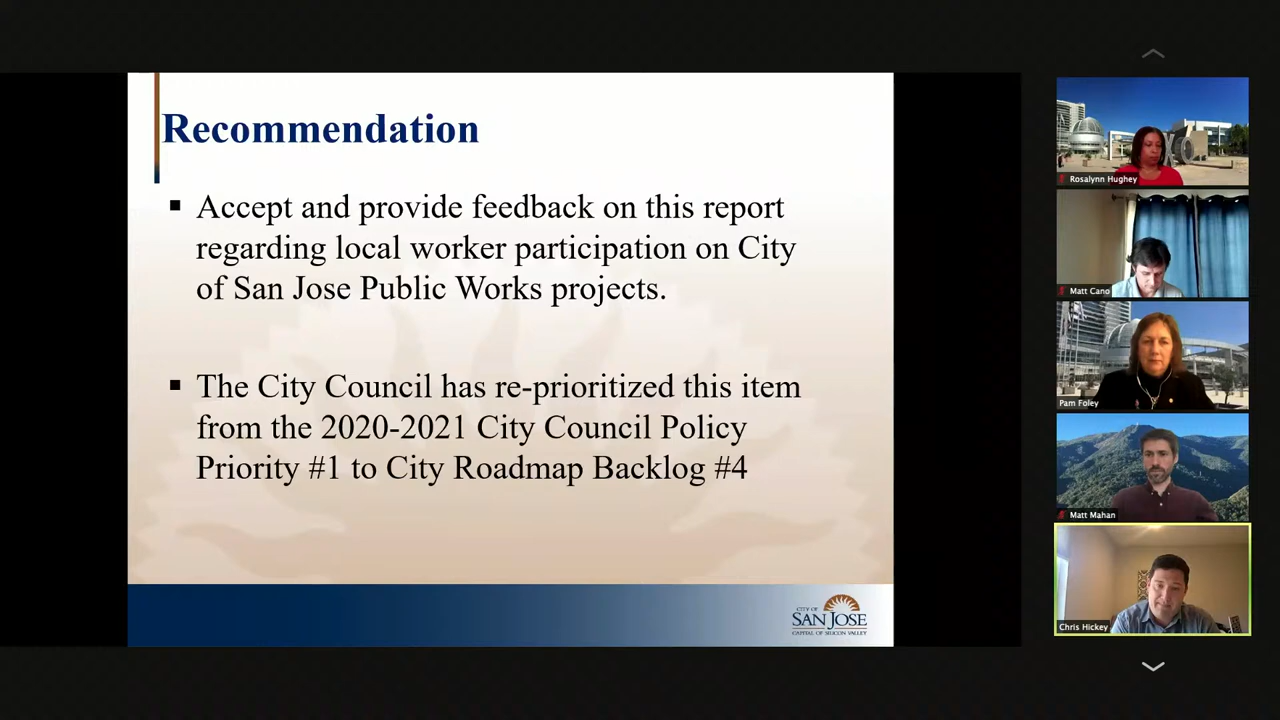 Recommendation
▪ Accept and provide feedback on this report
regarding local worker participation on City
of San Jose Public Works projects.
▪ The City Council has re-prioritized this item
from the 2020-2021 City Council Policy
Priority #1 to City Roadmap Backlog #4
CITY OF
SAN JOSE
CAPITAL OF SILICON VALLEY
Rosalynn Hughey
Matt Cano
Pam Foley
Matt Mahan
Chris Hickey